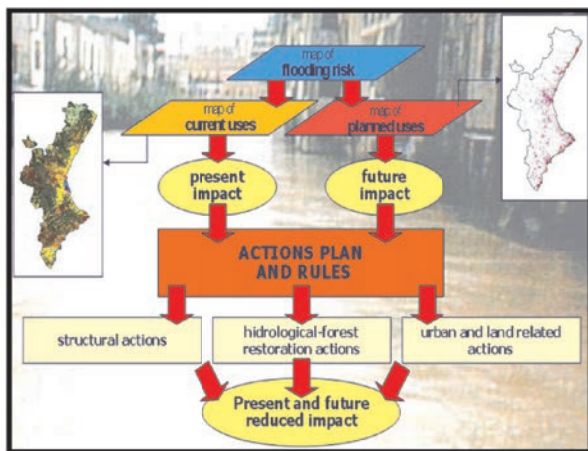 map of
flooding risk
map of
current uses
map of
planned uses
present
impact
future
impact
ACTIONS PLAN
AND RULES
structural actions
hidrological-forest
restoration actions
urban and land related
actions
Present and future
reduced impact